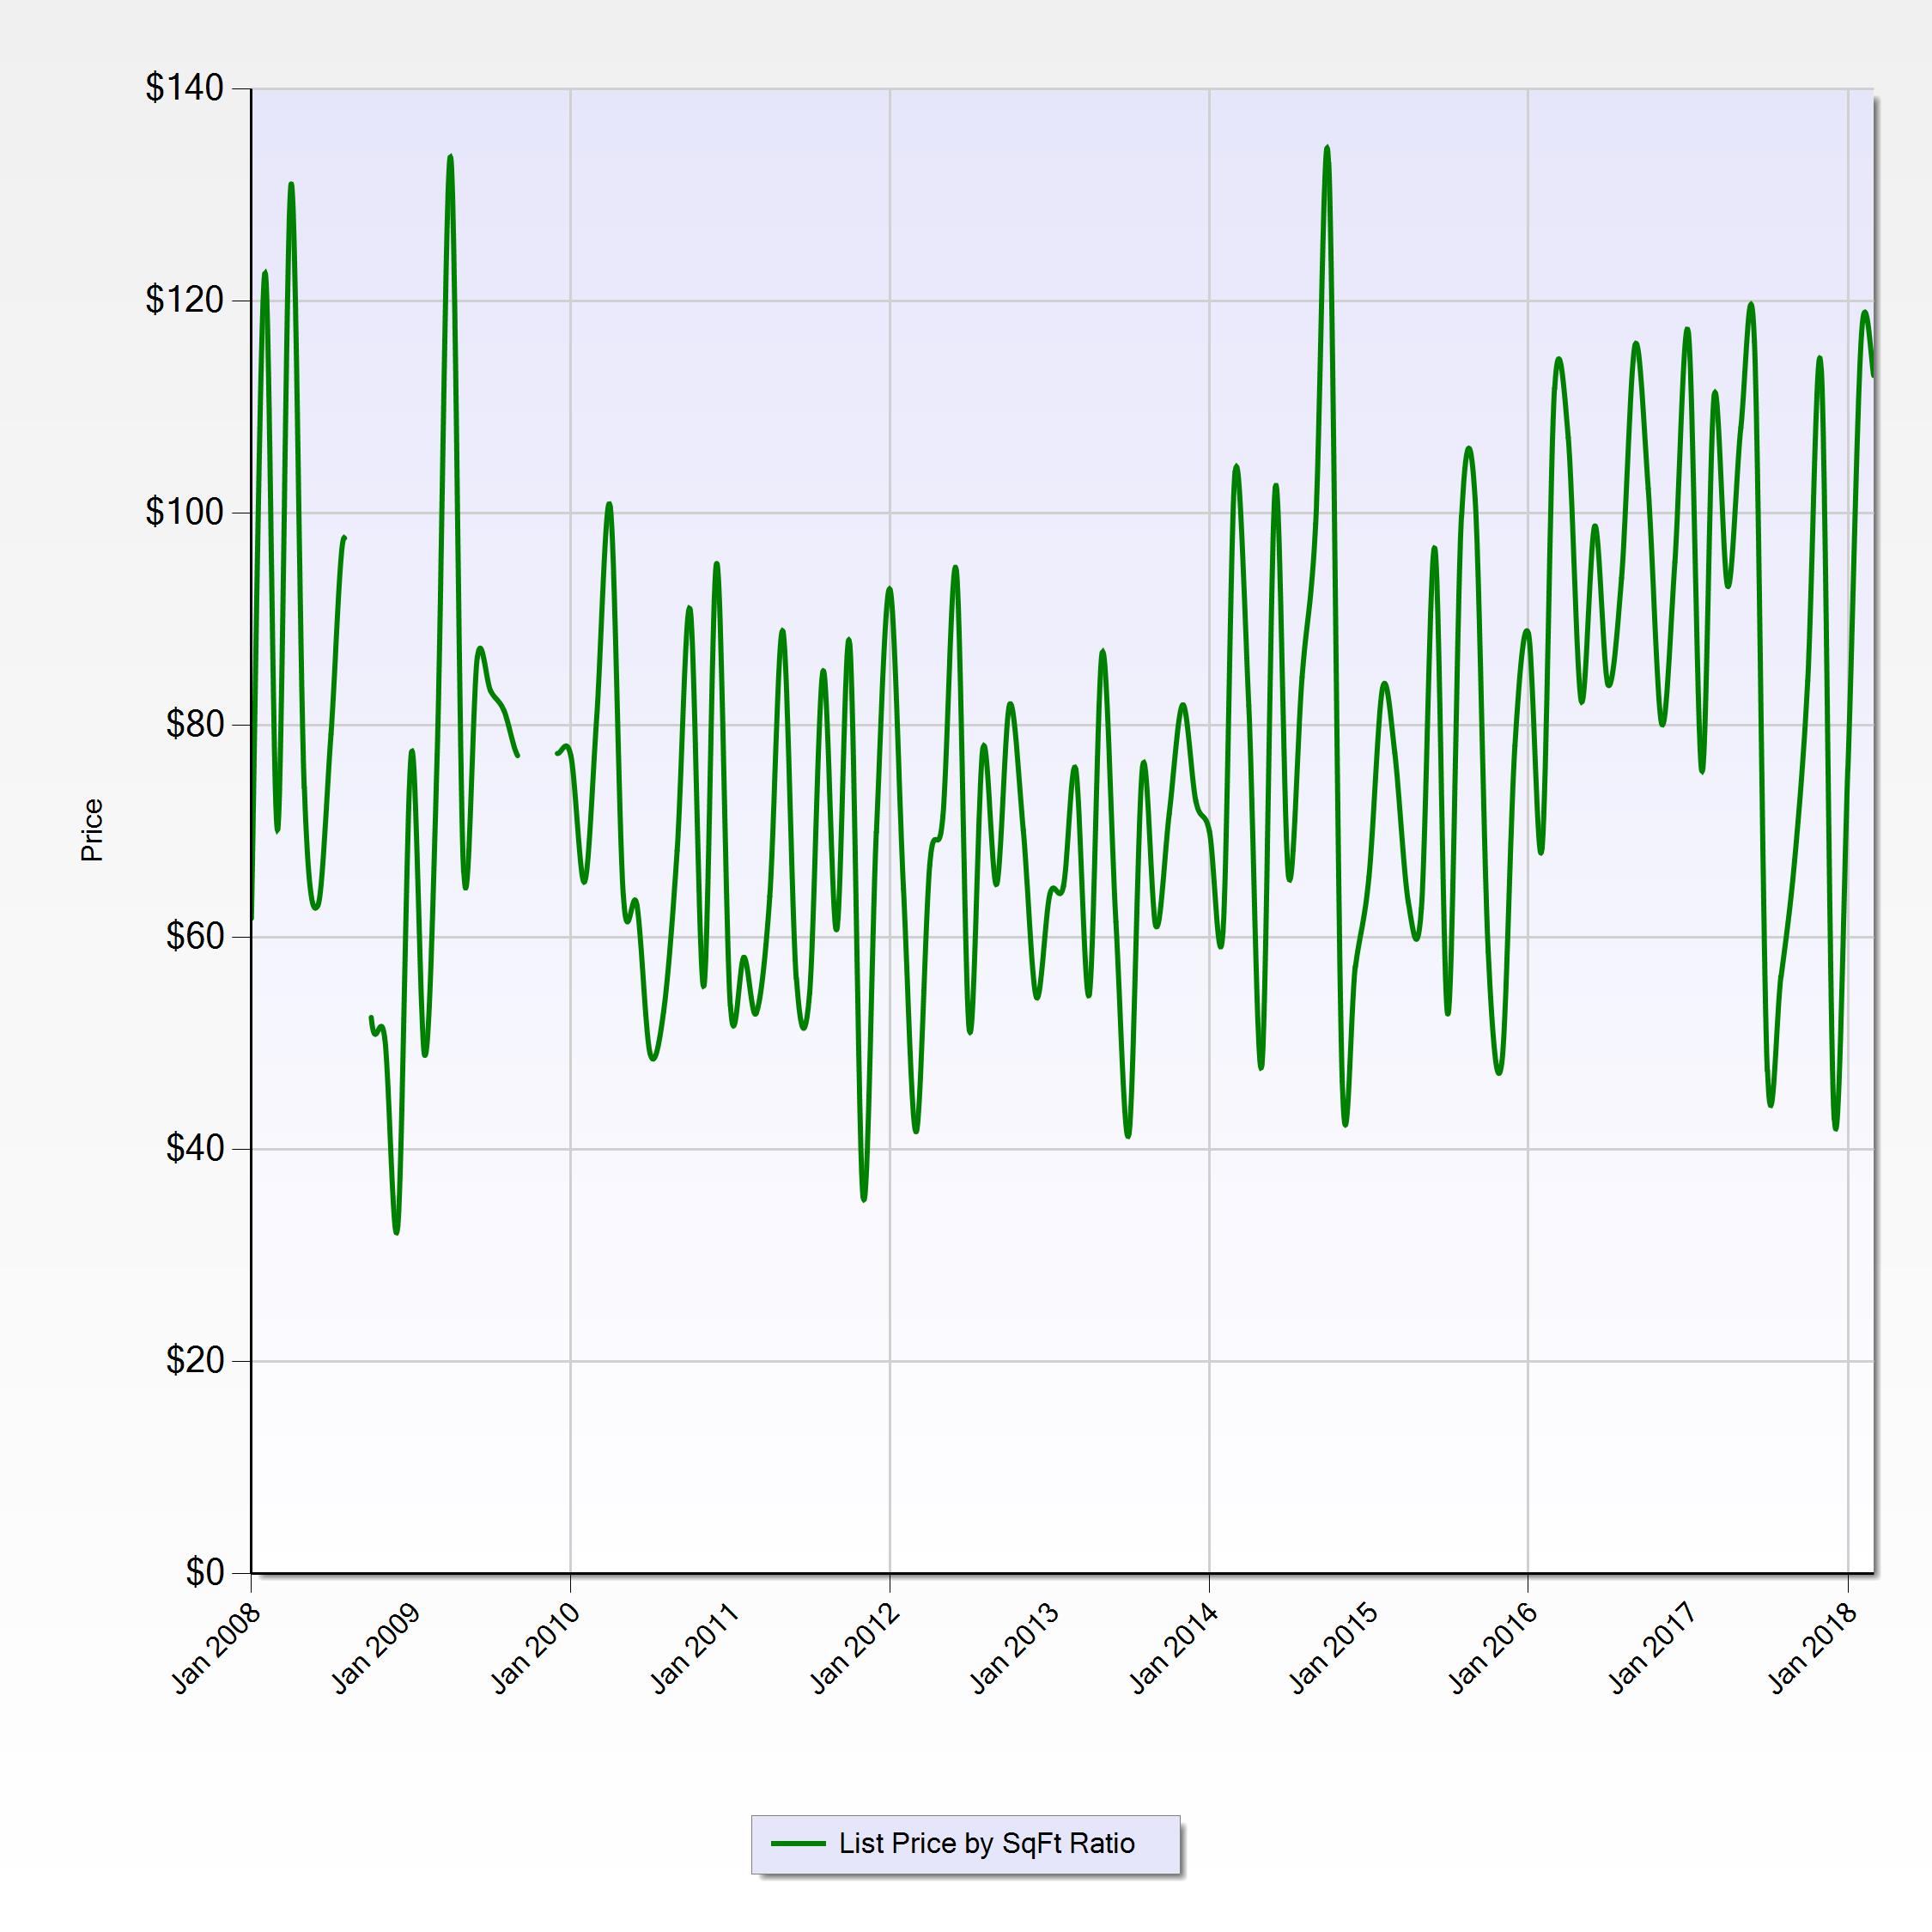 $140
$120
$100
$80
$60
$40
$20
$0
Price
Jan 2008
Jan 2009
Jan 2010
Jan 2011
Jan 2012
Jan 2013
Jan 2014
Jan 2015
Jan 2016
Jan 2017
Jan 2018
List Price by SqFt Ratio